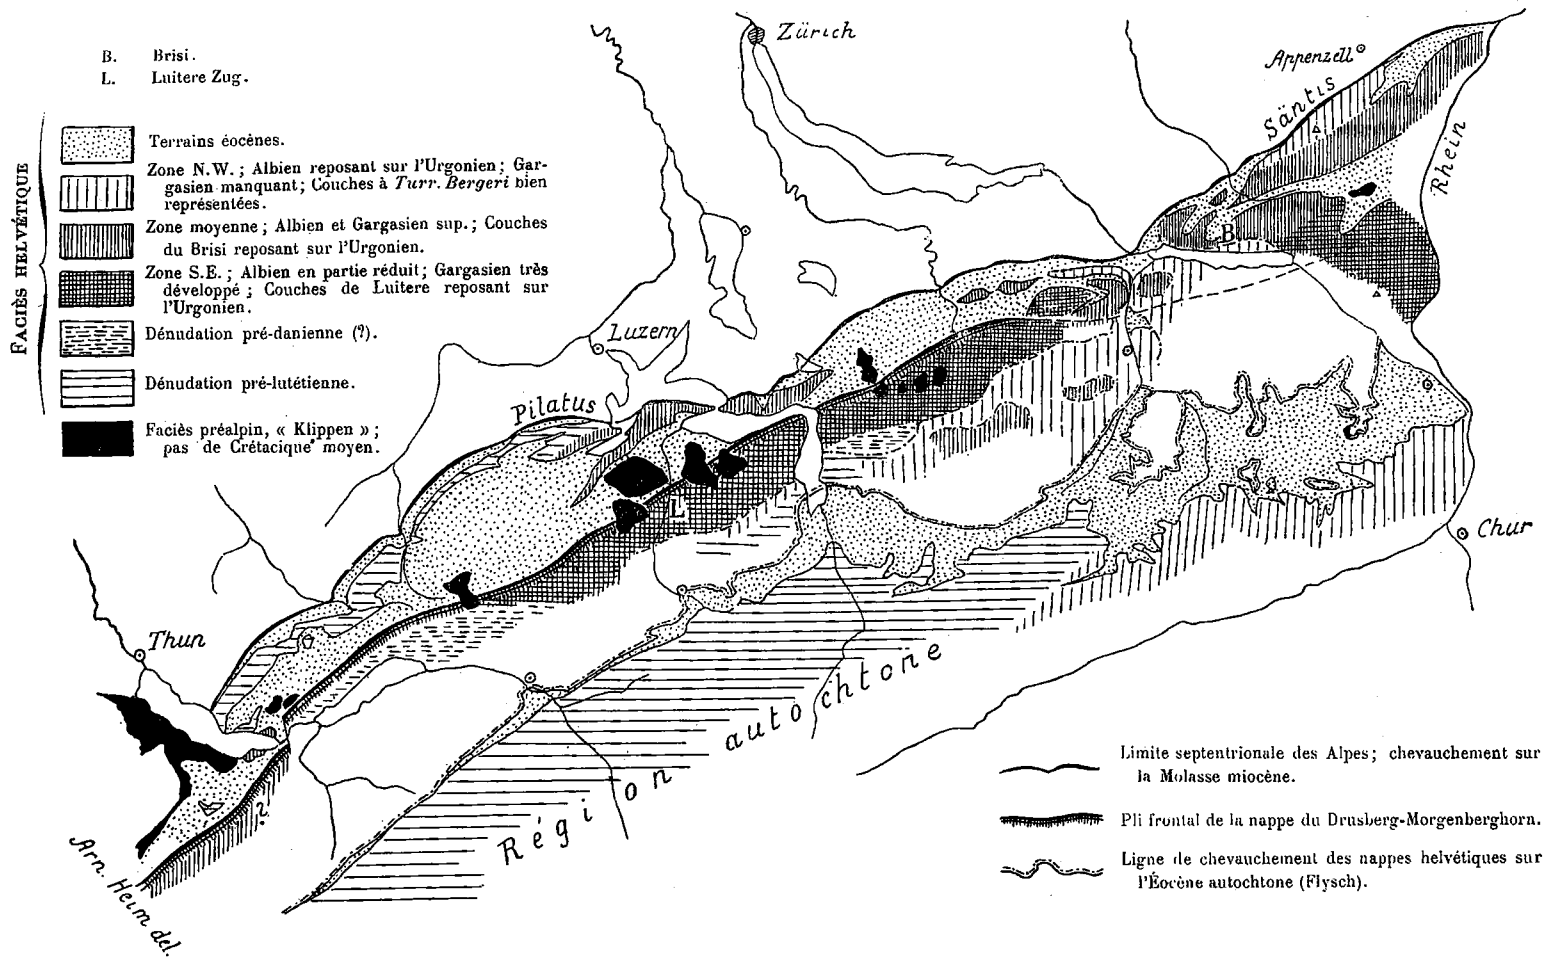 B. Brisi.
L. Luitere Zug.
FACIÈS HELVÉTIQUE
Terrains éocènes.
Zone N.W. ; Albien reposant sur l'Urgonien ; Gar-
gasien manquant ; Couches à Turr. Bergeri bien
représentées.
Zone moyenne ; Albien et Gargasien sup. ; Couches
du Brisi reposant sur l'Urgonien.
Zone S.E. ; Albien en partie réduit ; Gargasien très
développé ; Couches de Luitere reposant sur
l'Urgonien.
Dénudation pré-danienne (?).
Dénudation pré-lutétienne.
Faciès préalpin, « Klippen » ;
pas de Crétacique moyen.
Zürich
Appenzell
Säntis
Rhein
B
Luzern
Pilatus
L
Chur
Thun
Région autochtone
?
Arn. Heim del.
Limite septentrionale des Alpes ; chevauchement sur
la Molasse miocène.
Pli frontal de la nappe du Drusberg-Morgenberghorn.
Ligne de chevauchement des nappes helvétiques sur
l'Éocène autochtone (Flysch).